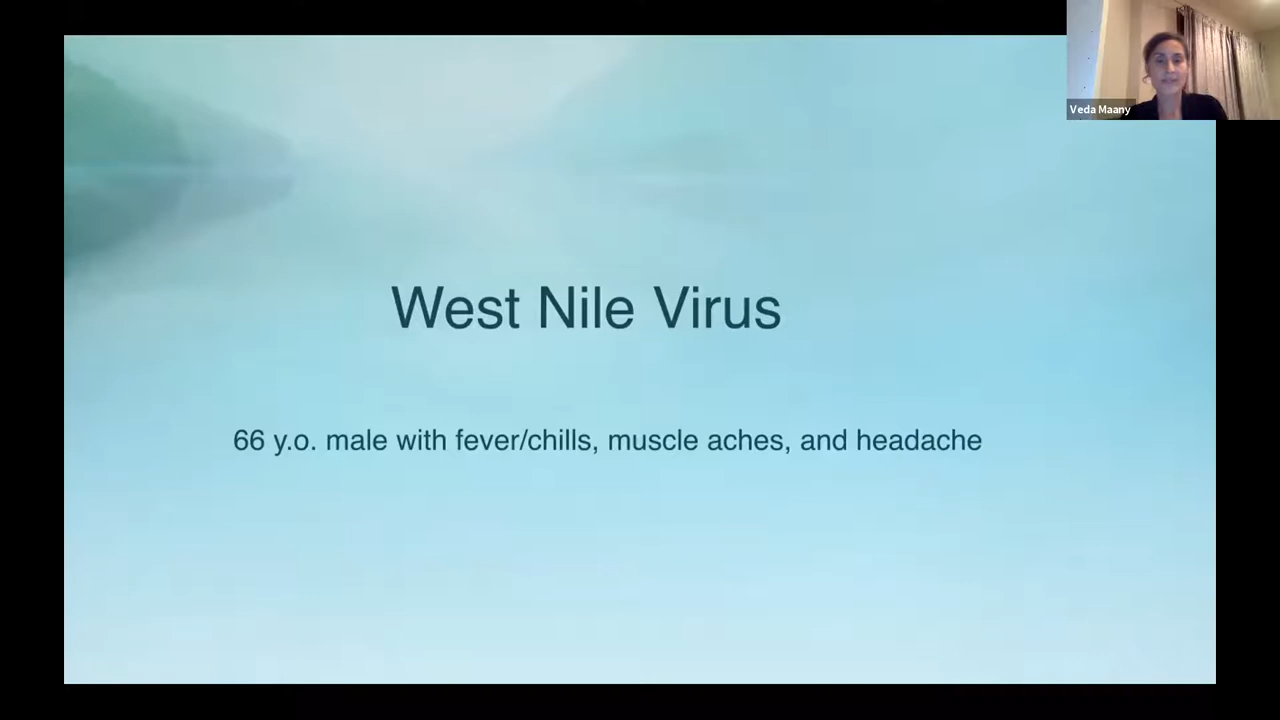 Veda Maany
West Nile Virus
66 y.o. male with fever/chills, muscle aches, and headache